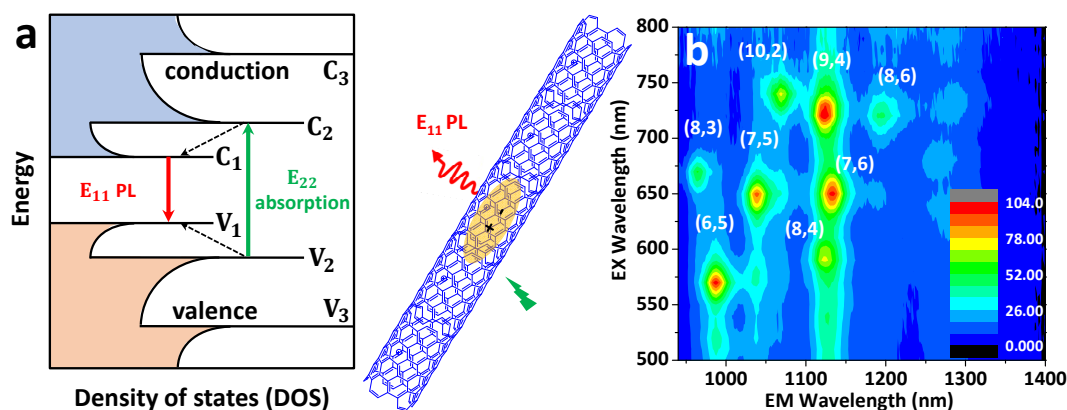 a
Energy
conduction
C₃
C₂
C₁
E₁₁ PL
E₂₂
absorption
V₁
V₂
valence
V₃
Density of states (DOS)
E₁₁ PL
b
EX Wavelength (nm)
800
750
700
650
600
550
500
(10,2)
(9,4)
(8,6)
(8,3)
(7,5)
(7,6)
(6,5)
(8,4)
104.0
78.00
52.00
26.00
0.000
1000
1100
1200
1300
1400
EM Wavelength (nm)